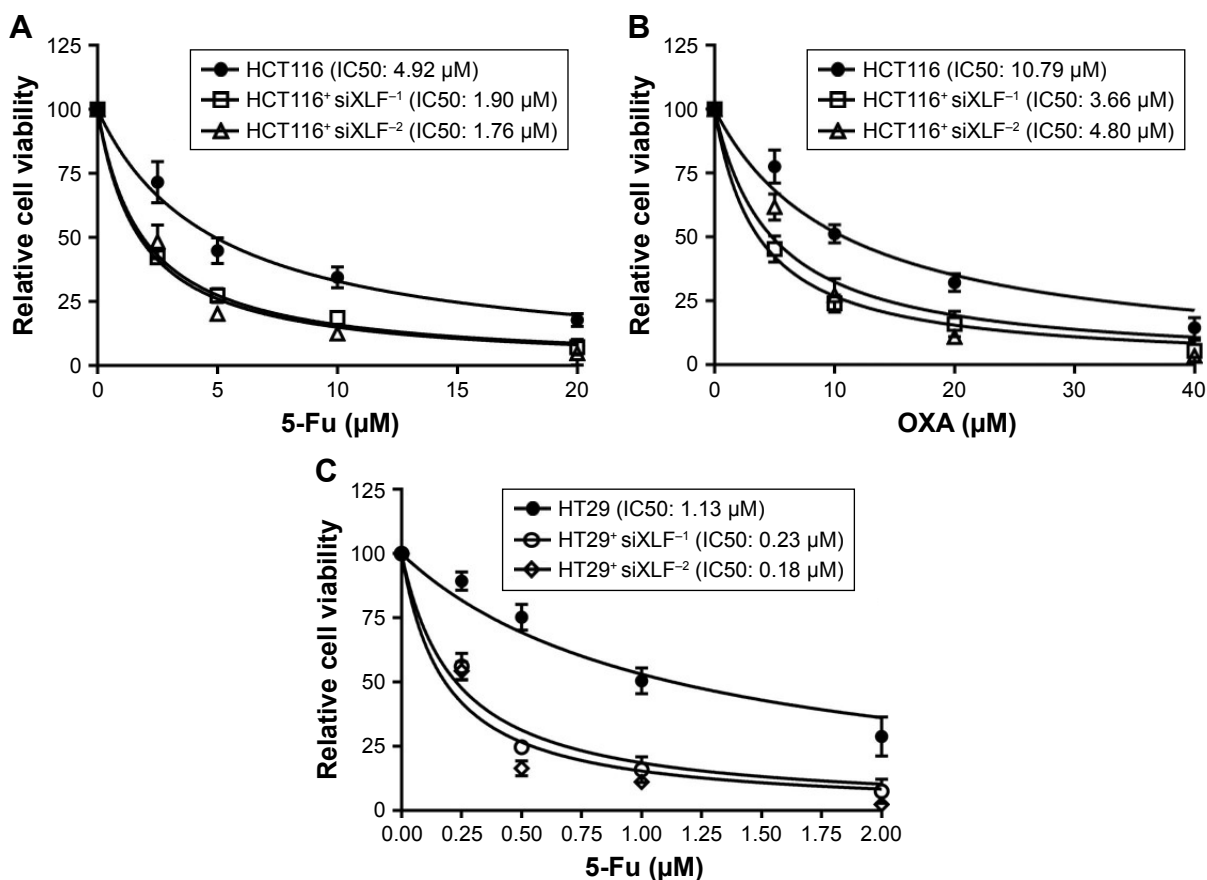 A
Relative cell viability
125
100
75
50
25
0
HCT116 (IC50: 4.92 µM)
HCT116⁺ siXLF⁻¹ (IC50: 1.90 µM)
HCT116⁺ siXLF⁻² (IC50: 1.76 µM)
0 5 10 15 20
5-Fu (µM)
B
Relative cell viability
125
100
75
50
25
0
HCT116 (IC50: 10.79 µM)
HCT116⁺ siXLF⁻¹ (IC50: 3.66 µM)
HCT116⁺ siXLF⁻² (IC50: 4.80 µM)
0 10 20 30 40
OXA (µM)
C
Relative cell viability
125
100
75
50
25
0
HT29 (IC50: 1.13 µM)
HT29⁺ siXLF⁻¹ (IC50: 0.23 µM)
HT29⁺ siXLF⁻² (IC50: 0.18 µM)
0.00 0.25 0.50 0.75 1.00 1.25 1.50 1.75 2.00
5-Fu (µM)